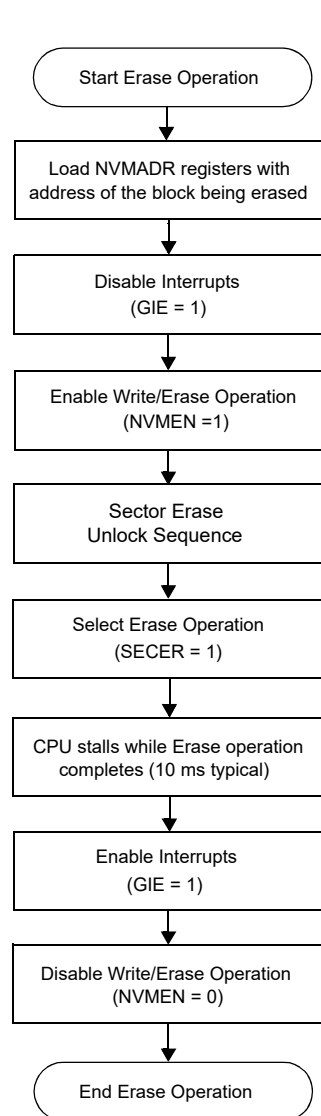 Start Erase Operation
Load NVMADR registers with
address of the block being erased
Disable Interrupts
(GIE = 1)
Enable Write/Erase Operation
(NVMEN =1)
Sector Erase
Unlock Sequence
Select Erase Operation
(SECER = 1)
CPU stalls while Erase operation
completes (10 ms typical)
Enable Interrupts
(GIE = 1)
Disable Write/Erase Operation
(NVMEN = 0)
End Erase Operation